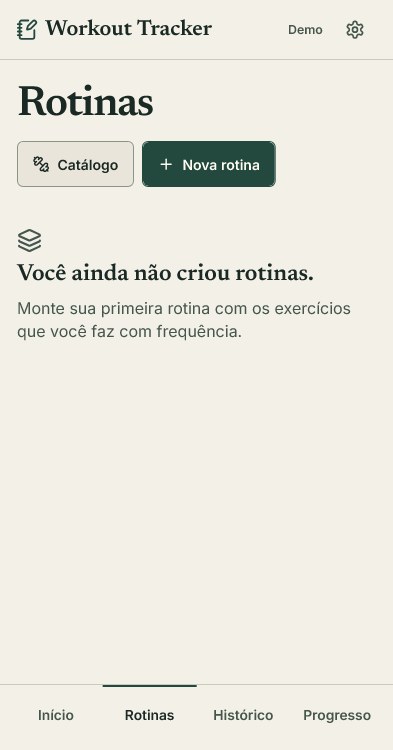 Workout Tracker
Demo
Rotinas
Catálogo
Nova rotina
Você ainda não criou rotinas.
Monte sua primeira rotina com os exercícios
que você faz com frequência.
Início
Rotinas
Histórico
Progresso